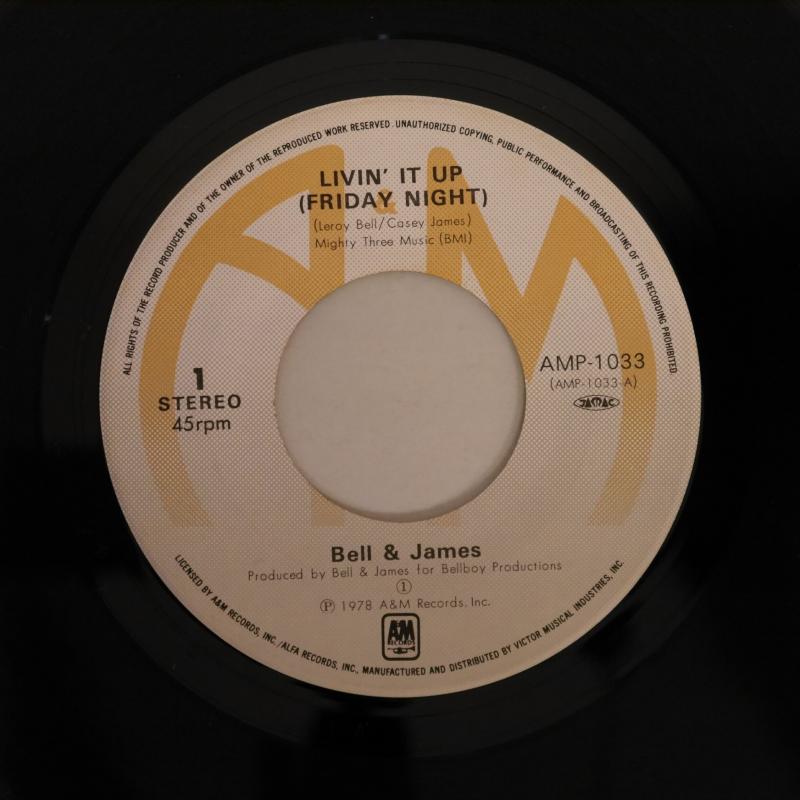 ALL RIGHTS OF THE RECORD PRODUCER AND OF THE OWNER OF THE REPRODUCED WORK RESERVED. UNAUTHORIZED COPYING, PUBLIC PERFORMANCE AND BROADCASTING OF THIS RECORDING PROHIBITED.
LIVIN' IT UP
(FRIDAY NIGHT)
(Leroy Bell/Casey James)
Mighty Three Music (BMI)
A&M
1
STEREO
45rpm
AMP-1033
(AMP-1033-A)
JASRAC
Bell & James
Produced by Bell & James for Bellboy Productions
①
Ⓟ 1978 A&M Records, Inc.
A&M
RECORDS
LICENSED BY A&M RECORDS, INC./ALFA RECORDS, INC., MANUFACTURED AND DISTRIBUTED BY VICTOR MUSICAL INDUSTRIES, INC.